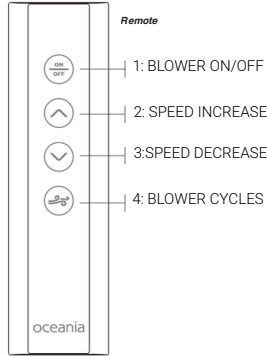 Remote
ON
OFF
1: BLOWER ON/OFF
2: SPEED INCREASE
3:SPEED DECREASE
4: BLOWER CYCLES
oceania